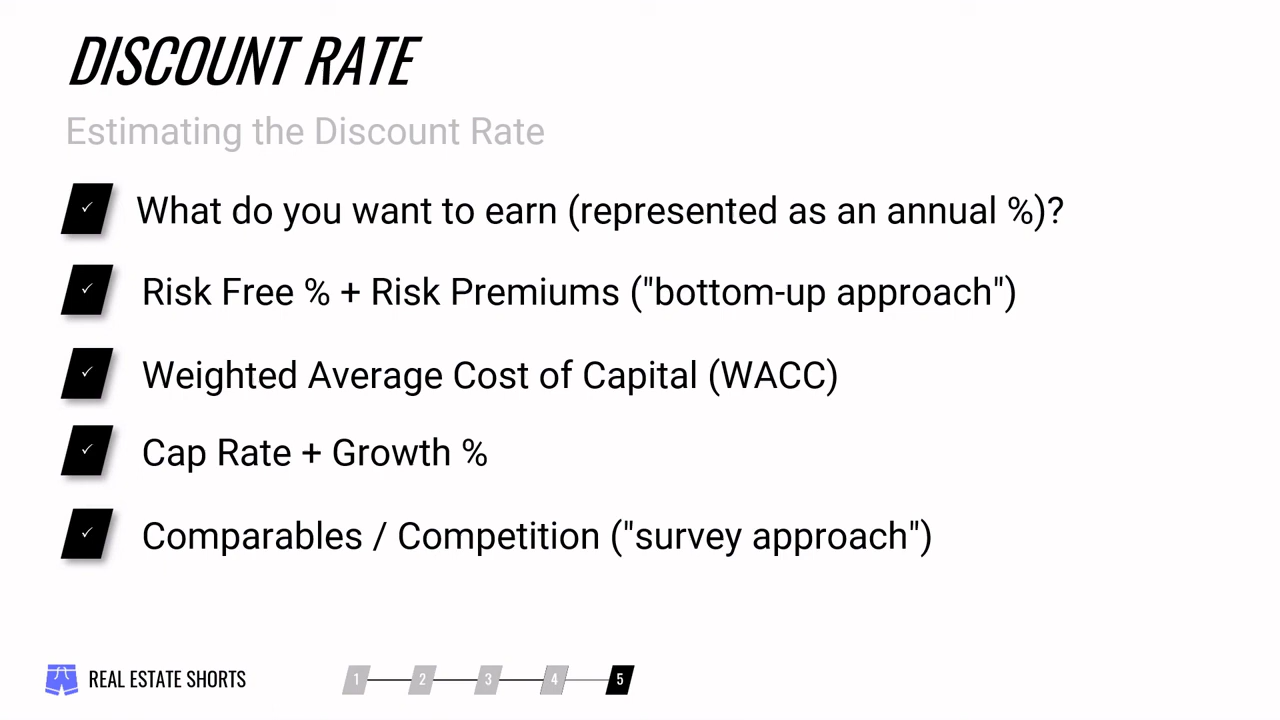 DISCOUNT RATE
Estimating the Discount Rate
What do you want to earn (represented as an annual %)?
Risk Free % + Risk Premiums ("bottom-up approach")
Weighted Average Cost of Capital (WACC)
Cap Rate + Growth %
Comparables / Competition ("survey approach")
REAL ESTATE SHORTS 1 2 3 4 5